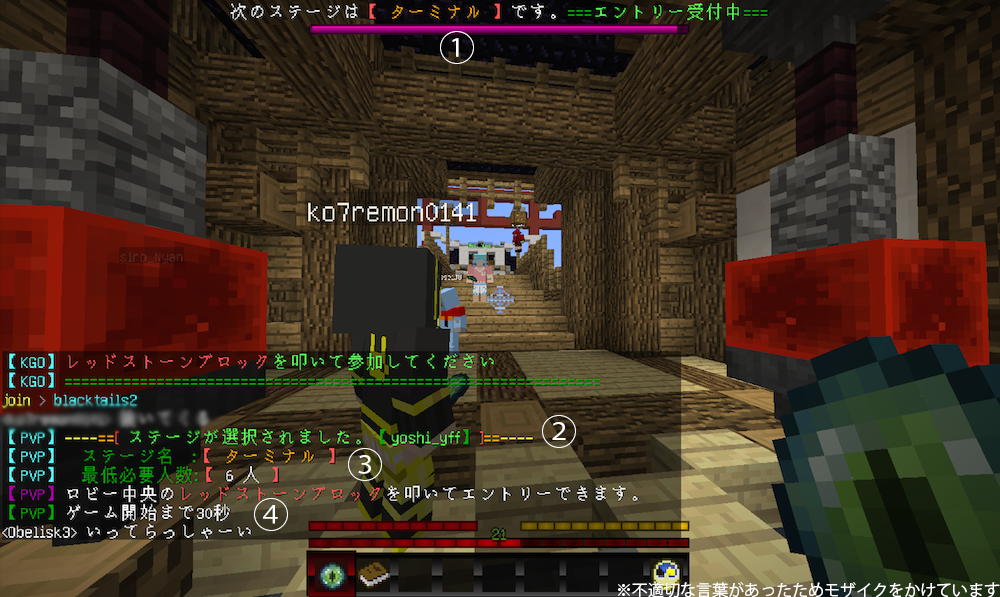 次のステージは【 ターミナル 】です。===エントリー受付中===
①
ko7remon0141
siro_Nyan
【 KGO 】レッドストーンブロックを叩いて参加してください
【 KGO 】==================================================
join > blacktails2
【 PVP 】----==[ ステージが選択されました。【 yoshi_yff 】]==----
②
【 PVP 】 ステージ名 :【 ターミナル 】
③
【 PVP 】 最低必要人数:【 6 人 】
【 PVP 】ロビー中央のレッドストーンブロックを叩いてエントリーできます。
【 PVP 】ゲーム開始まで30秒
④
<Obelisk3> いってらっしゃーい
21
※不適切な言葉があったためモザイクをかけています